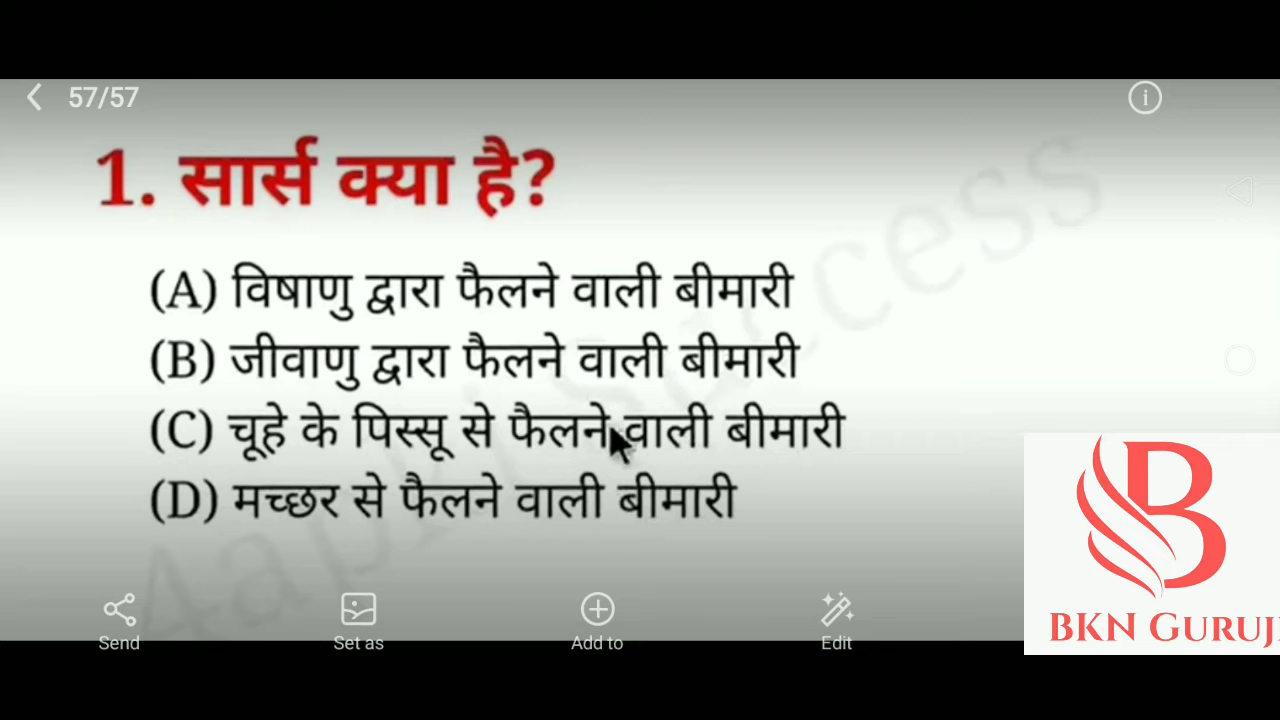 57/57
1. सार्स क्या है?
(A) विषाणु द्वारा फैलने वाली बीमारी
(B) जीवाणु द्वारा फैलने वाली बीमारी
(C) चूहे के पिस्सू से फैलने वाली बीमारी
(D) मच्छर से फैलने वाली बीमारी
Send Set as Add to Edit
BKN GURUJI